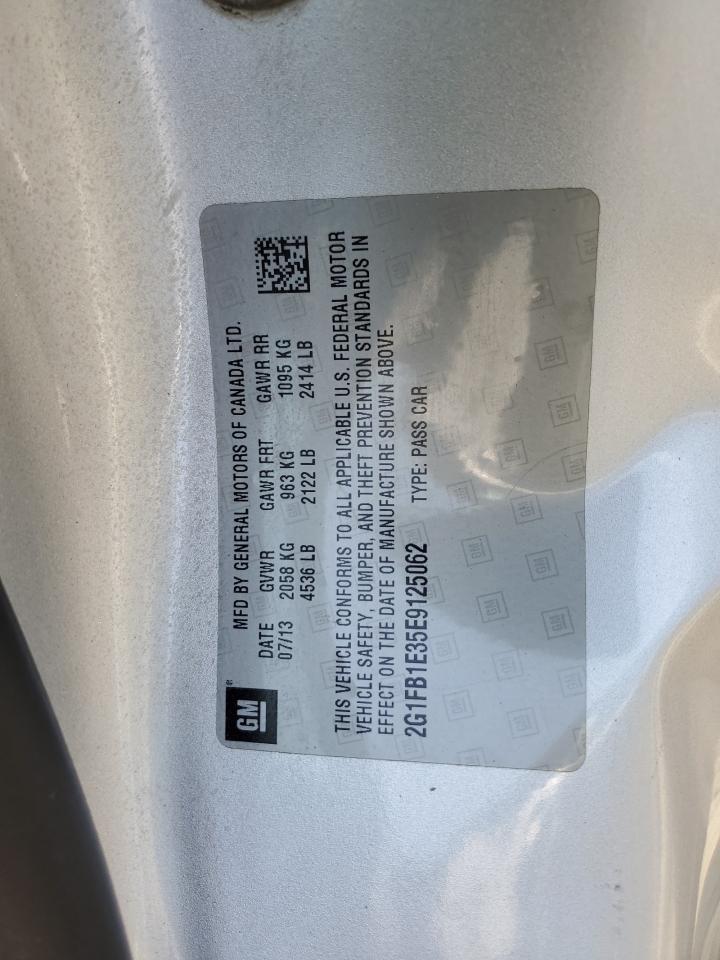 GM
MFD BY GENERAL MOTORS OF CANADA LTD.
DATE GVWR GAWR FRT GAWR RR
07/13 2058 KG 963 KG 1095 KG
4536 LB 2122 LB 2414 LB
THIS VEHICLE CONFORMS TO ALL APPLICABLE U.S. FEDERAL MOTOR
VEHICLE SAFETY, BUMPER, AND THEFT PREVENTION STANDARDS IN
EFFECT ON THE DATE OF MANUFACTURE SHOWN ABOVE.
2G1FB1E35E9125062 TYPE: PASS CAR